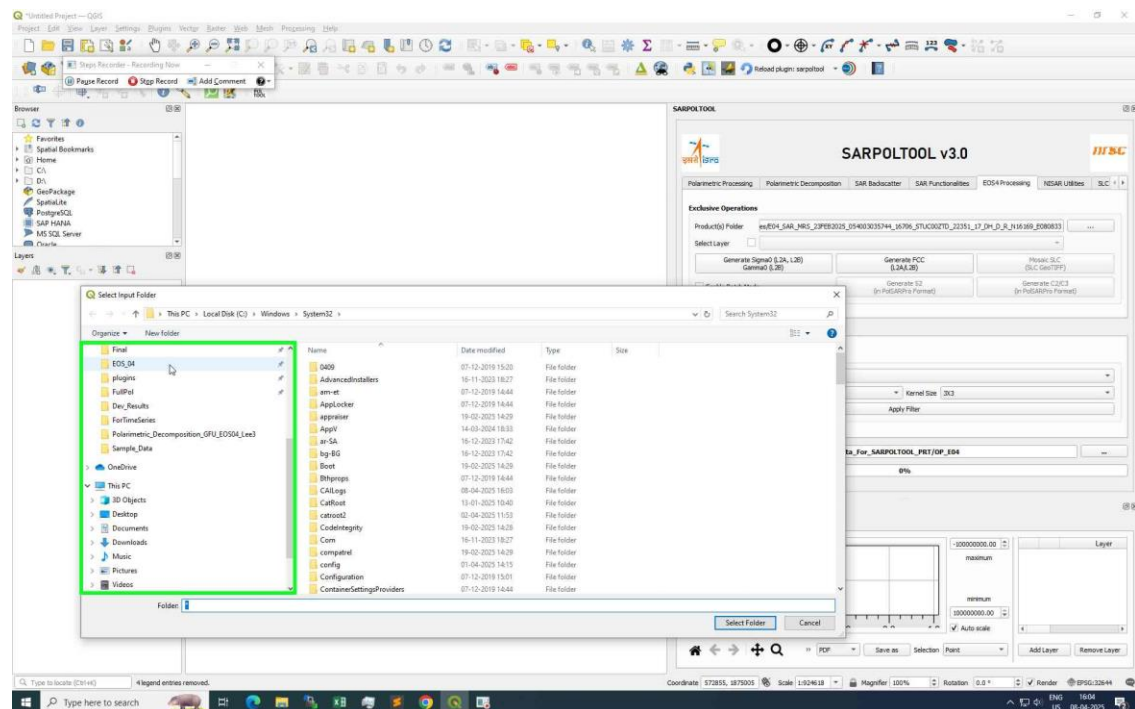 *Untitled Project — QGIS
Project Edit View Layer Settings Plugins Vector Raster Web Mesh Processing Help
Steps Recorder - Recording Now
Pause Record Stop Record Add Comment
Reload plugin: sarpoltool
Browser
Favorites
Spatial Bookmarks
Home
C:\
D:\
GeoPackage
SpatiaLite
PostgreSQL
SAP HANA
MS SQL Server
Oracle
Layers
SARPOLTOOL
इसरो isro
SARPOLTOOL v3.0
nrsc
Polarimetric Processing Polarimetric Decomposition SAR Backscatter SAR Functionalities EOS4 Processing NISAR Utilities SLC
Exclusive Operations
Product(s) Folder es/E04_SAR_MRS_23FEB2025_054003035744_16706_STUC00ZTD_22351_17_DH_D_R_N16169_E080833 ...
Select Layer
Generate Sigma0 (L2A, L2B)
Gamma0 (L2B)
Generate FCC
(L2A/L2B)
Mosaic SLC
(SLC GeoTIFF)
Generate S2
(in PolSARPro Format)
Generate C2/C3
(in PolSARPro Format)
Kernel Size 3X3
Apply Filter
ta_For_SARPOLTOOL_PRT/OP_E04 ...
0%
Select Input Folder
This PC › Local Disk (C:) › Windows › System32 ›
Search System32
Organize New folder
Final
EOS_04
plugins
FullPol
Dev_Results
ForTimeSeries
Polarimetric_Decomposition_GFU_EOS04_Lee3
Sample_Data
OneDrive
This PC
3D Objects
Desktop
Documents
Downloads
Music
Pictures
Videos
Name Date modified Type Size
0409 07-12-2019 15:20 File folder
AdvancedInstallers 16-11-2023 18:27 File folder
am-et 07-12-2019 14:44 File folder
AppLocker 07-12-2019 14:44 File folder
appraiser 19-02-2025 14:29 File folder
AppV 14-03-2024 18:33 File folder
ar-SA 16-12-2023 17:42 File folder
bg-BG 16-12-2023 17:42 File folder
Boot 19-02-2025 14:29 File folder
Bthprops 07-12-2019 14:44 File folder
CAILogs 08-04-2025 16:03 File folder
CatRoot 13-01-2025 10:40 File folder
catroot2 02-04-2025 11:53 File folder
CodeIntegrity 19-02-2025 14:28 File folder
Com 16-11-2023 18:27 File folder
compatrel 19-02-2025 14:29 File folder
config 01-04-2025 14:15 File folder
Configuration 07-12-2019 15:01 File folder
ContainerSettingsProviders 07-12-2019 14:44 File folder
Folder:
Select Folder Cancel
-100000000.00
maximum
minimum
100000000.00
Auto scale
Layer
PDF Save as Selection Point Add Layer Remove Layer
Type to locate (Ctrl+K) 4 legend entries removed.
Coordinate 572855, 1875005 Scale 1:924618 Magnifier 100% Rotation 0.0 ° Render EPSG:32644
Type here to search
ENG
US
16:04
08-04-2025